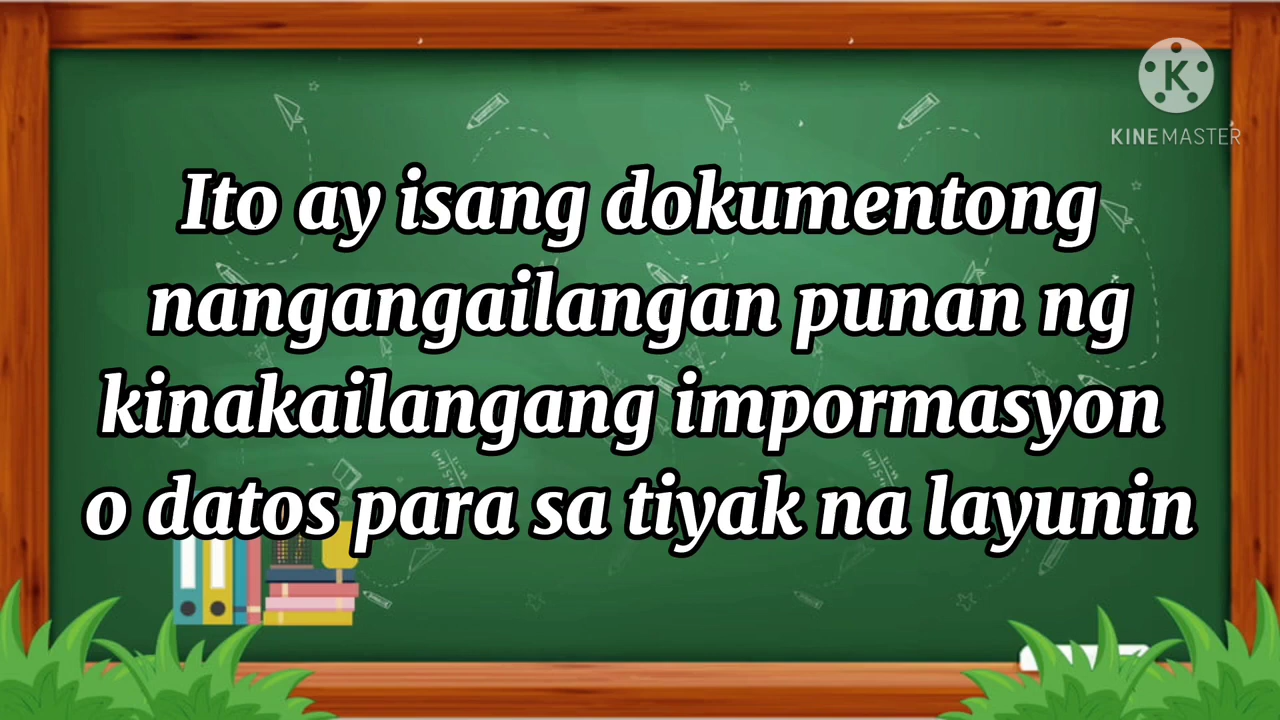 KINEMASTER
Ito ay isang dokumentong
nangangailangan punan ng
kinakailangang impormasyon
o datos para sa tiyak na layunin